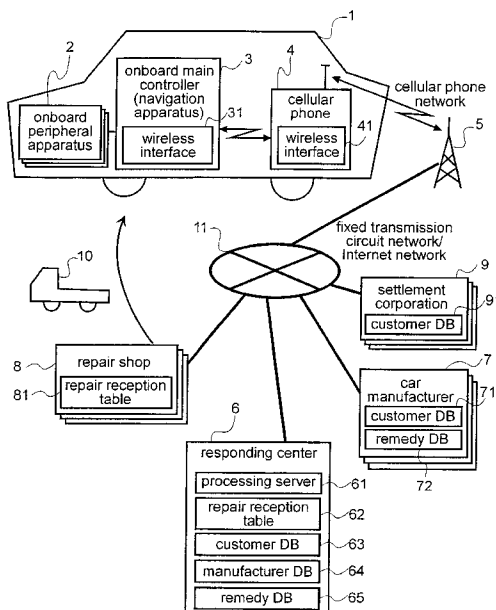 1
2
3
4
onboard main
controller
(navigation
apparatus)
31
wireless
interface
onboard
peripheral
apparatus
cellular
phone
wireless
interface
41
cellular phone
network
5
11
fixed transmission
circuit network/
Internet network
10
9
settlement
corporation
customer DB
91
8
repair shop
81
repair reception
table
7
car
manufacturer
71
customer DB
remedy DB
72
6
responding center
processing server
61
repair reception
table
62
customer DB
63
manufacturer DB
64
remedy DB
65